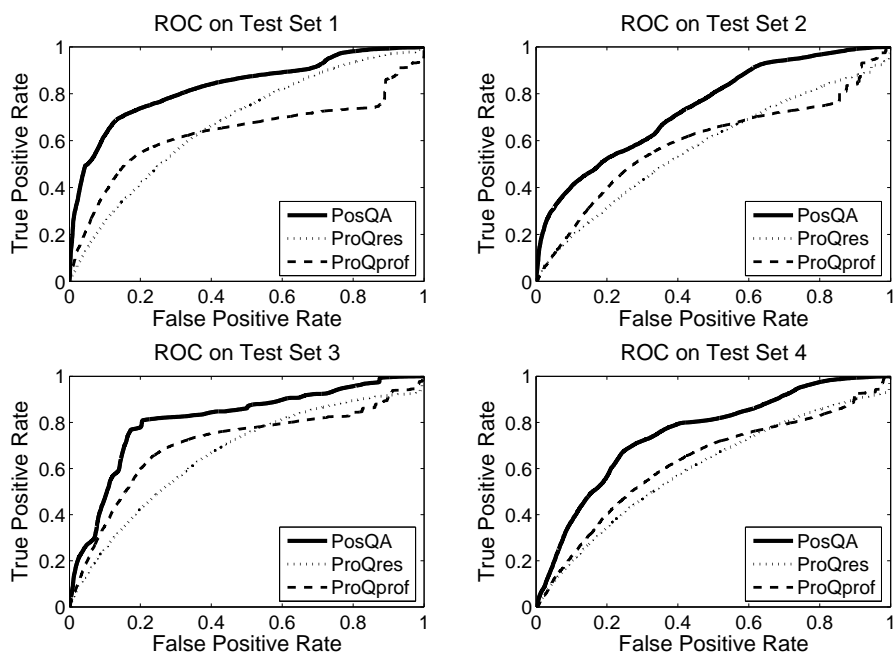 ROC on Test Set 1
True Positive Rate
1
0.8
0.6
0.4
0.2
0
0 0.2 0.4 0.6 0.8 1
False Positive Rate
PosQA
ProQres
ProQprof
ROC on Test Set 2
True Positive Rate
1
0.8
0.6
0.4
0.2
0
0 0.2 0.4 0.6 0.8 1
False Positive Rate
PosQA
ProQres
ProQprof
ROC on Test Set 3
True Positive Rate
1
0.8
0.6
0.4
0.2
0
0 0.2 0.4 0.6 0.8 1
False Positive Rate
PosQA
ProQres
ProQprof
ROC on Test Set 4
True Positive Rate
1
0.8
0.6
0.4
0.2
0
0 0.2 0.4 0.6 0.8 1
False Positive Rate
PosQA
ProQres
ProQprof